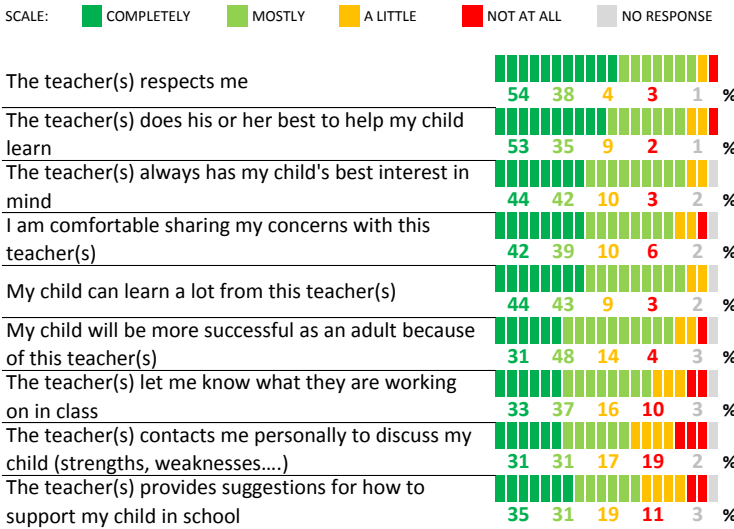 SCALE: COMPLETELY MOSTLY A LITTLE NOT AT ALL NO RESPONSE
The teacher(s) respects me
54 38 4 3 1 %
The teacher(s) does his or her best to help my child
learn
53 35 9 2 1 %
The teacher(s) always has my child's best interest in
mind
44 42 10 3 2 %
I am comfortable sharing my concerns with this
teacher(s)
42 39 10 6 2 %
My child can learn a lot from this teacher(s)
44 43 9 3 2 %
My child will be more successful as an adult because
of this teacher(s)
31 48 14 4 3 %
The teacher(s) let me know what they are working
on in class
33 37 16 10 3 %
The teacher(s) contacts me personally to discuss my
child (strengths, weaknesses....)
31 31 17 19 2 %
The teacher(s) provides suggestions for how to
support my child in school
35 31 19 11 3 %